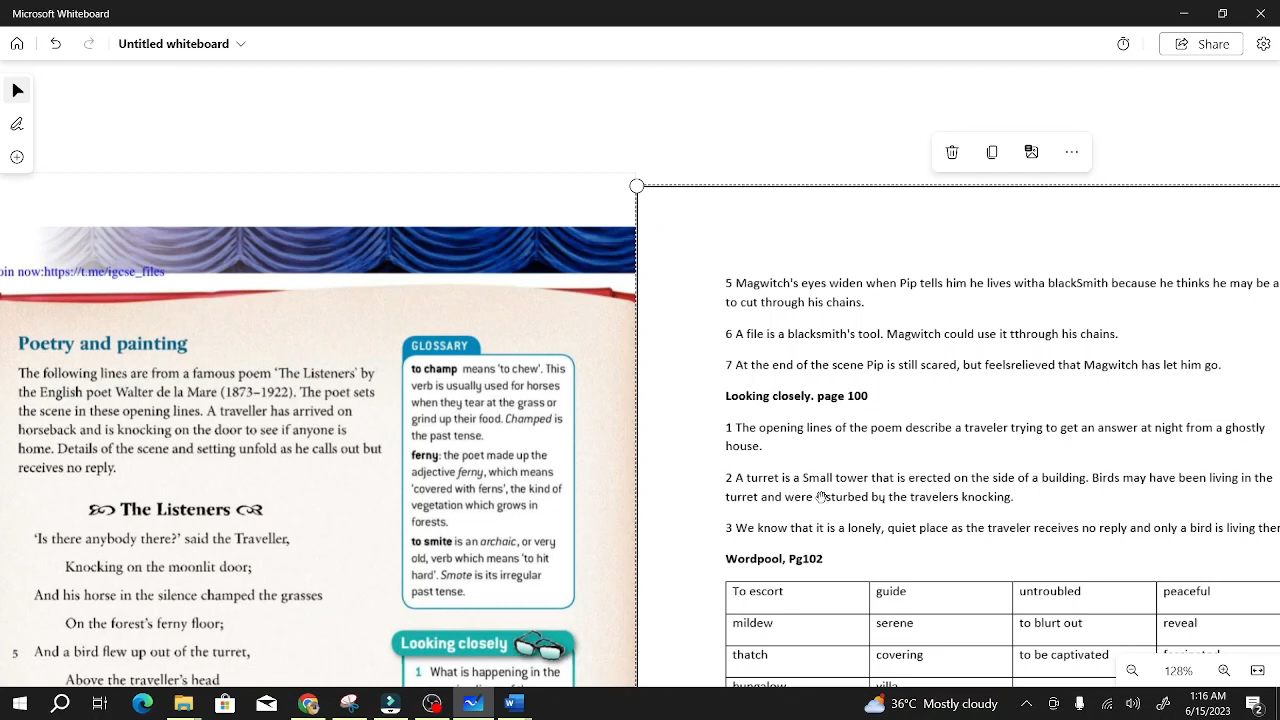 Microsoft Whiteboard
Untitled whiteboard
Share
oin now:https://t.me/igcse_files
Poetry and painting
The following lines are from a famous poem ‘The Listeners’ by
the English poet Walter de la Mare (1873–1922). The poet sets
the scene in these opening lines. A traveller has arrived on
horseback and is knocking on the door to see if anyone is
home. Details of the scene and setting unfold as he calls out but
receives no reply.
The Listeners
‘Is there anybody there?’ said the Traveller,
Knocking on the moonlit door;
And his horse in the silence champed the grasses
On the forest’s ferny floor;
5 And a bird flew up out of the turret,
Above the traveller’s head
GLOSSARY
to champ means ‘to chew’. This
verb is usually used for horses
when they tear at the grass or
grind up their food. Champed is
the past tense.
ferny: the poet made up the
adjective ferny, which means
‘covered with ferns’, the kind of
vegetation which grows in
forests.
to smite is an archaic, or very
old, verb which means ‘to hit
hard’. Smote is its irregular
past tense.
Looking closely
1 What is happening in the
5 Magwitch's eyes widen when Pip tells him he lives witha blackSmith because he thinks he may be a
to cut through his chains.
6 A file is a blacksmith's tool. Magwitch could use it tthrough his chains.
7 At the end of the scene Pip is still scared, but feelsrelieved that Magwitch has let him go.
Looking closely. page 100
1 The opening lines of the poem describe a traveler trying to get an answer at night from a ghostly
house.
2 A turret is a Small tower that is erected on the side of a building. Birds may have been living in the
turret and were disturbed by the travelers knocking.
3 We know that it is a lonely, quiet place as the traveler receives no reply and only a bird is living ther
Wordpool, Pg102
To escort guide untroubled peaceful
mildew serene to blurt out reveal
thatch covering to be captivated
bungalow villa
128%
36°C Mostly cloudy
1:16 AM
6/15/2023
2